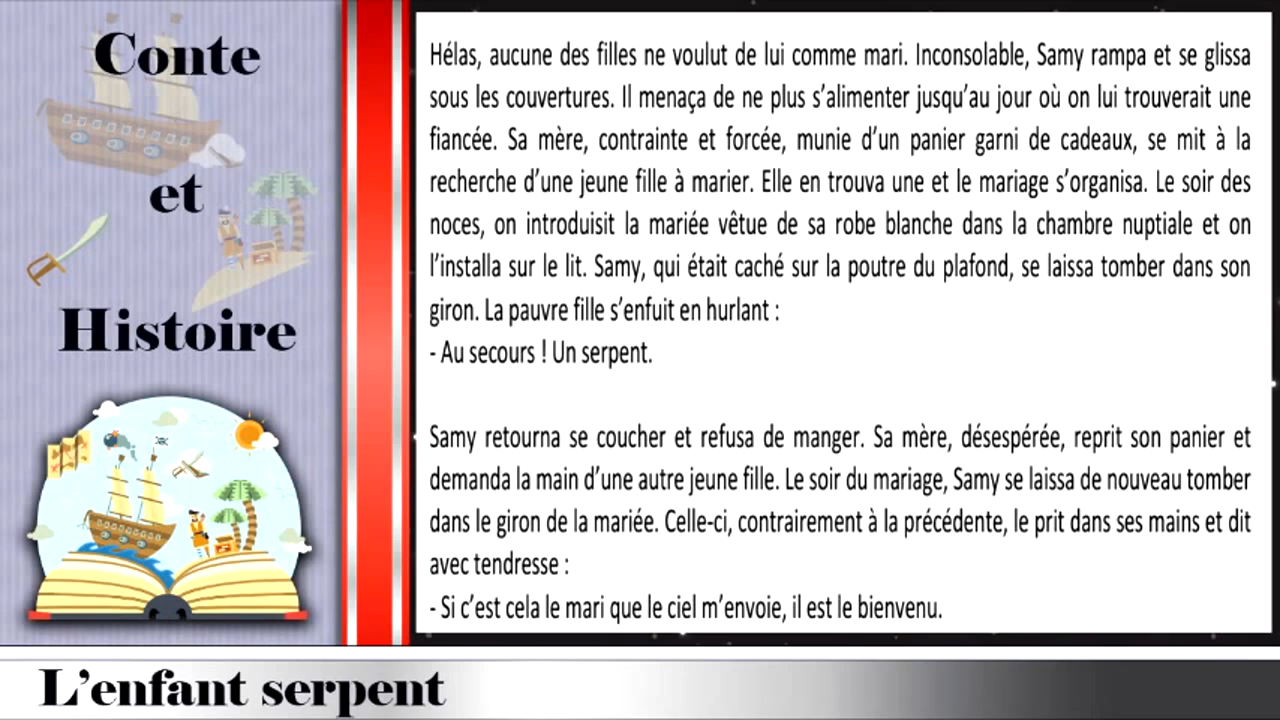 Conte
et
Histoire
Hélas, aucune des filles ne voulut de lui comme mari. Inconsolable, Samy rampa et se glissa
sous les couvertures. Il menaça de ne plus s’alimenter jusqu’au jour où on lui trouverait une
fiancée. Sa mère, contrainte et forcée, munie d’un panier garni de cadeaux, se mit à la
recherche d’une jeune fille à marier. Elle en trouva une et le mariage s’organisa. Le soir des
noces, on introduisit la mariée vêtue de sa robe blanche dans la chambre nuptiale et on
l’installa sur le lit. Samy, qui était caché sur la poutre du plafond, se laissa tomber dans son
giron. La pauvre fille s’enfuit en hurlant :
- Au secours ! Un serpent.
Samy retourna se coucher et refusa de manger. Sa mère, désespérée, reprit son panier et
demanda la main d’une autre jeune fille. Le soir du mariage, Samy se laissa de nouveau tomber
dans le giron de la mariée. Celle-ci, contrairement à la précédente, le prit dans ses mains et dit
avec tendresse :
- Si c’est cela le mari que le ciel m’envoie, il est le bienvenu.
L’enfant serpent